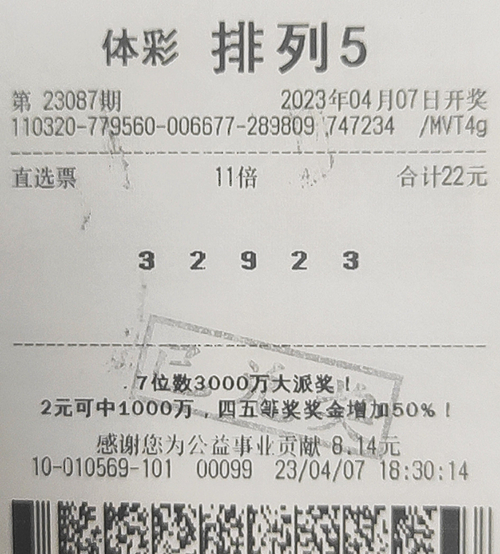 体彩 排列5
第 23087期 2023年04月07日开奖
110320-779560-006677-289809 747234 /MVT4g
直选票 11倍 合计22元
3 2 9 2 3
已兑奖
7位数3000万大派奖！
2元可中1000万，四五等奖奖金增加50%！
感谢您为公益事业贡献 8.14元
10-010569-101 00099 23/04/07 18:30:14